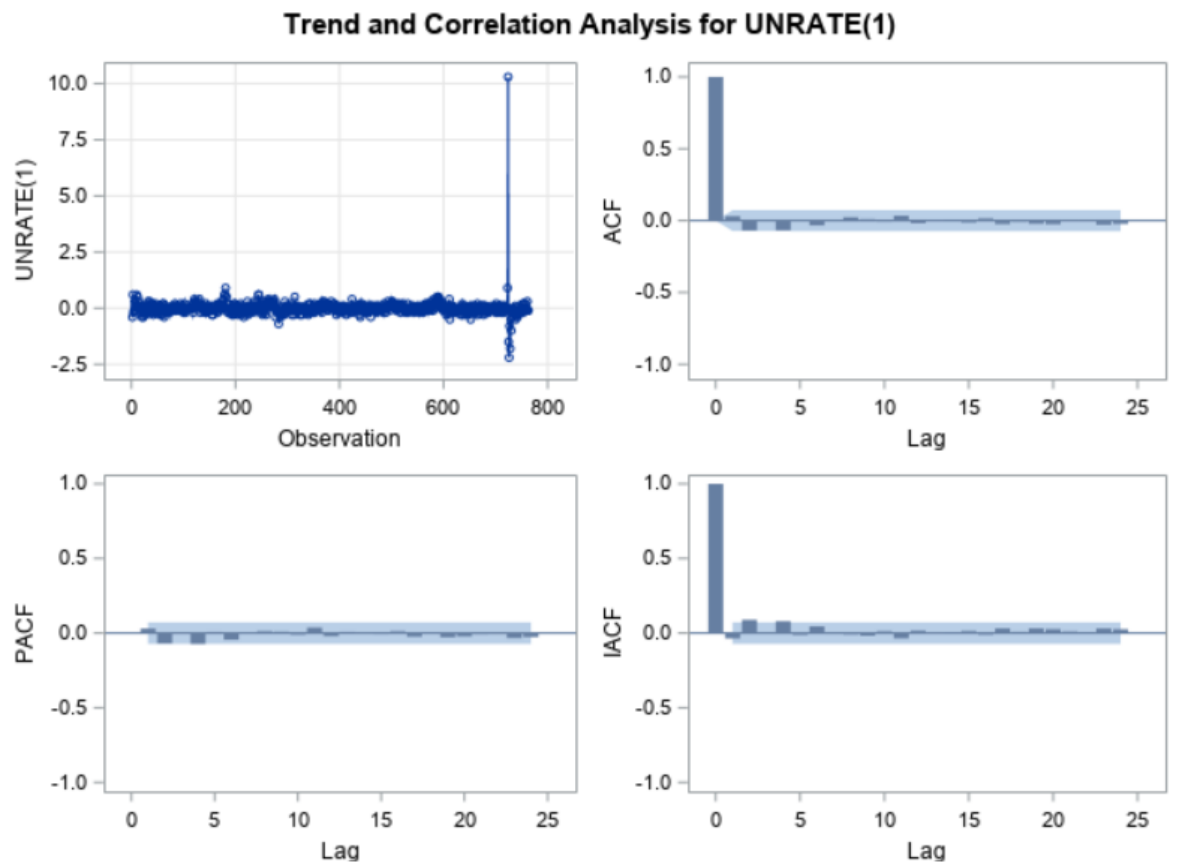 Trend and Correlation Analysis for UNRATE(1)
UNRATE(1)
10.0
7.5
5.0
2.5
0.0
-2.5
0 200 400 600 800
Observation
ACF
1.0
0.5
0.0
-0.5
-1.0
0 5 10 15 20 25
Lag
PACF
1.0
0.5
0.0
-0.5
-1.0
0 5 10 15 20 25
Lag
IACF
1.0
0.5
0.0
-0.5
-1.0
0 5 10 15 20 25
Lag